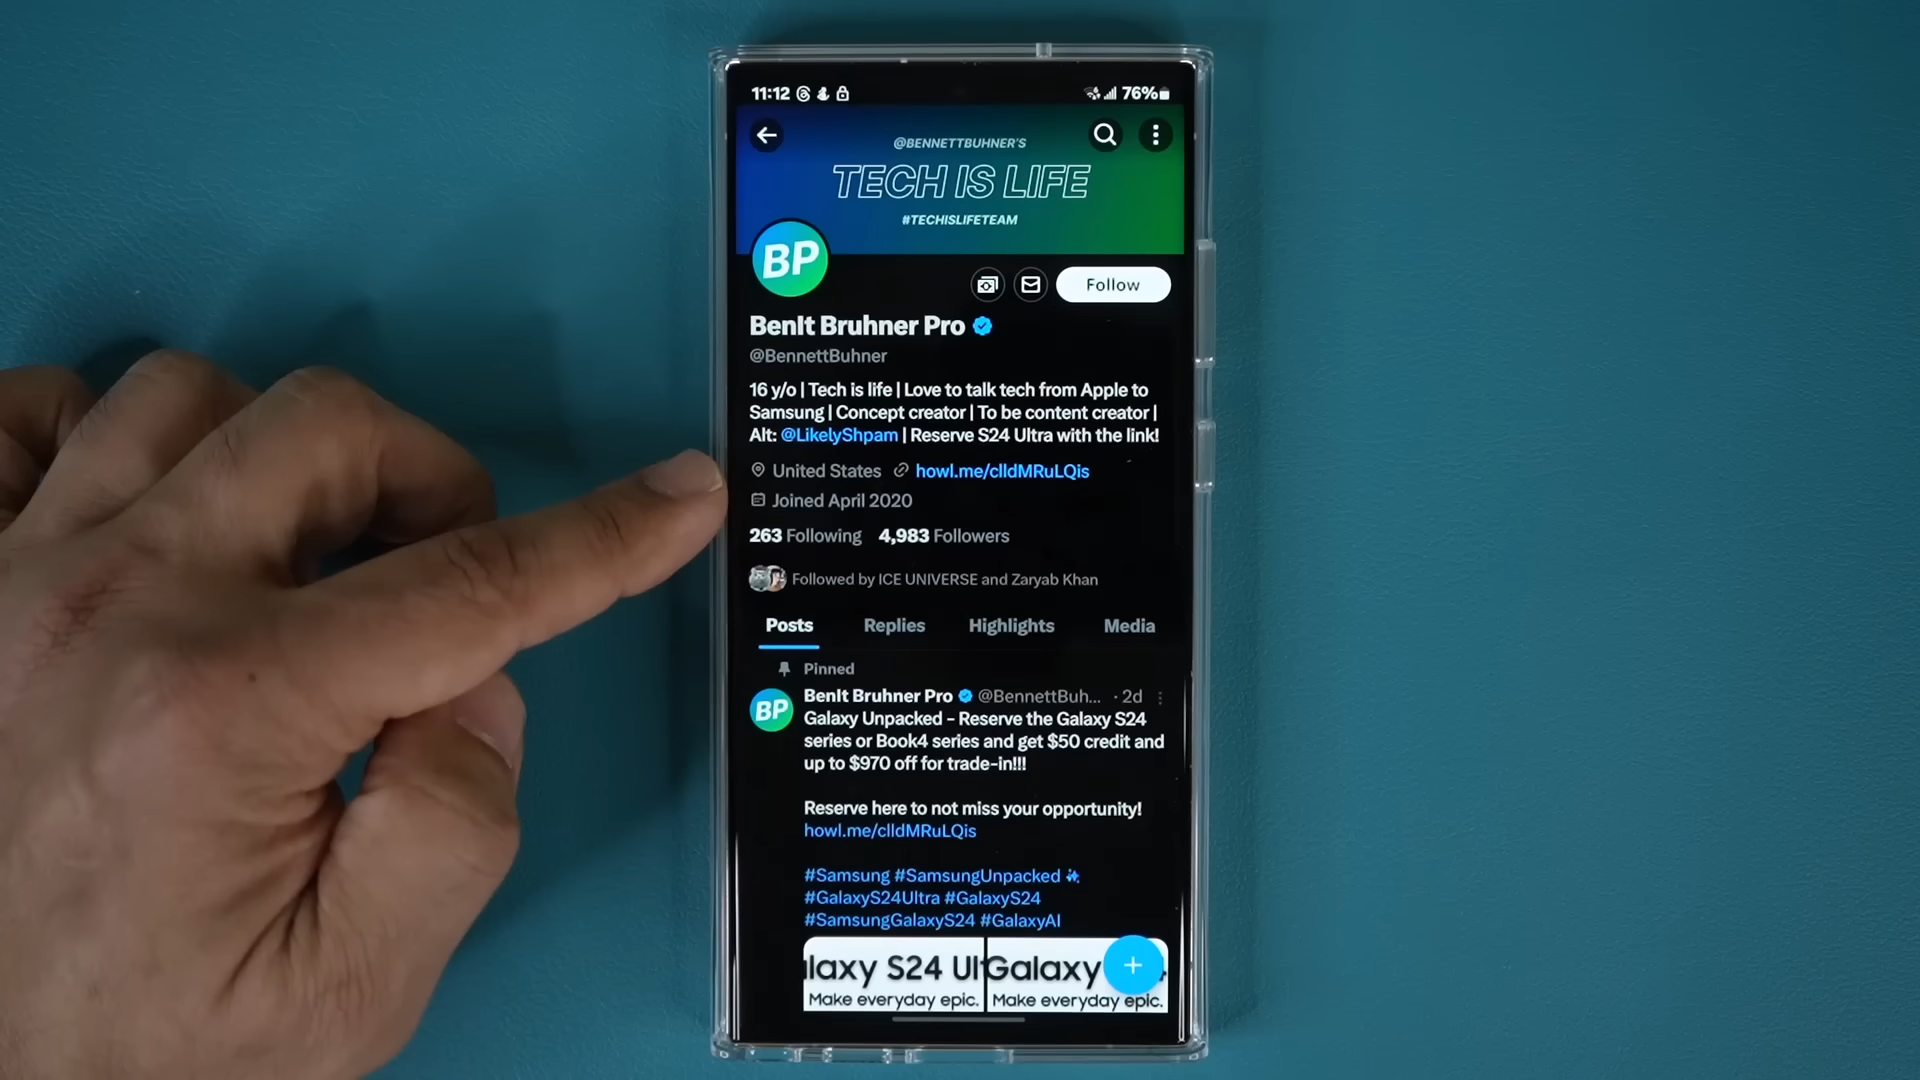 11:12 76%
@BENNETTBUHNER'S
TECH IS LIFE
#TECHISLIFETEAM
BP
Follow
BenIt Bruhner Pro
@BennettBuhner
16 y/o | Tech is life | Love to talk tech from Apple to
Samsung | Concept creator | To be content creator |
Alt: @LikelyShpam | Reserve S24 Ultra with the link!
United States howl.me/clldMRuLQis
Joined April 2020
263 Following 4,983 Followers
Followed by ICE UNIVERSE and Zaryab Khan
Posts Replies Highlights Media
Pinned
BP
BenIt Bruhner Pro @BennettBuh... · 2d
Galaxy Unpacked - Reserve the Galaxy S24
series or Book4 series and get $50 credit and
up to $970 off for trade-in!!!
Reserve here to not miss your opportunity!
howl.me/clldMRuLQis
#Samsung #SamsungUnpacked
#GalaxyS24Ultra #GalaxyS24
#SamsungGalaxyS24 #GalaxyAI
laxy S24 Ul Galaxy
Make everyday epic. Make everyday epic.